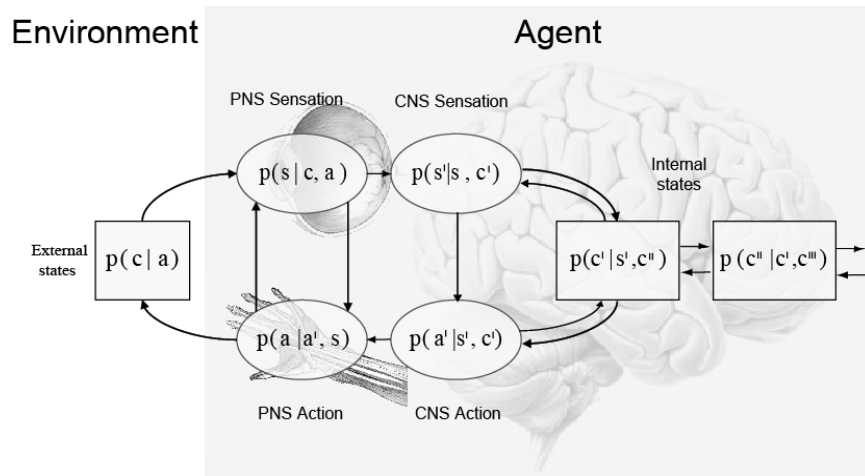 Environment
Agent
PNS Sensation
CNS Sensation
p(s | c, a)
p(s'|s , c')
Internal
states
External
states
p(c | a)
p(c' | s',c'')
p (c'' | c',c''')
p(a | a', s)
p(a' | s', c')
PNS Action
CNS Action